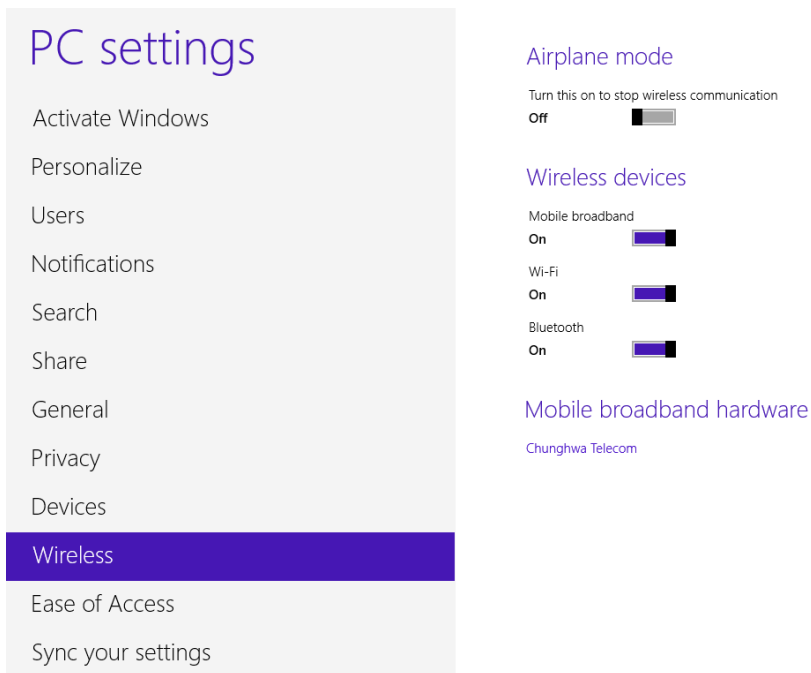 PC settings
Activate Windows
Personalize
Users
Notifications
Search
Share
General
Privacy
Devices
Wireless
Ease of Access
Sync your settings
Airplane mode
Turn this on to stop wireless communication
Off
Wireless devices
Mobile broadband
On
Wi-Fi
On
Bluetooth
On
Mobile broadband hardware
Chunghwa Telecom